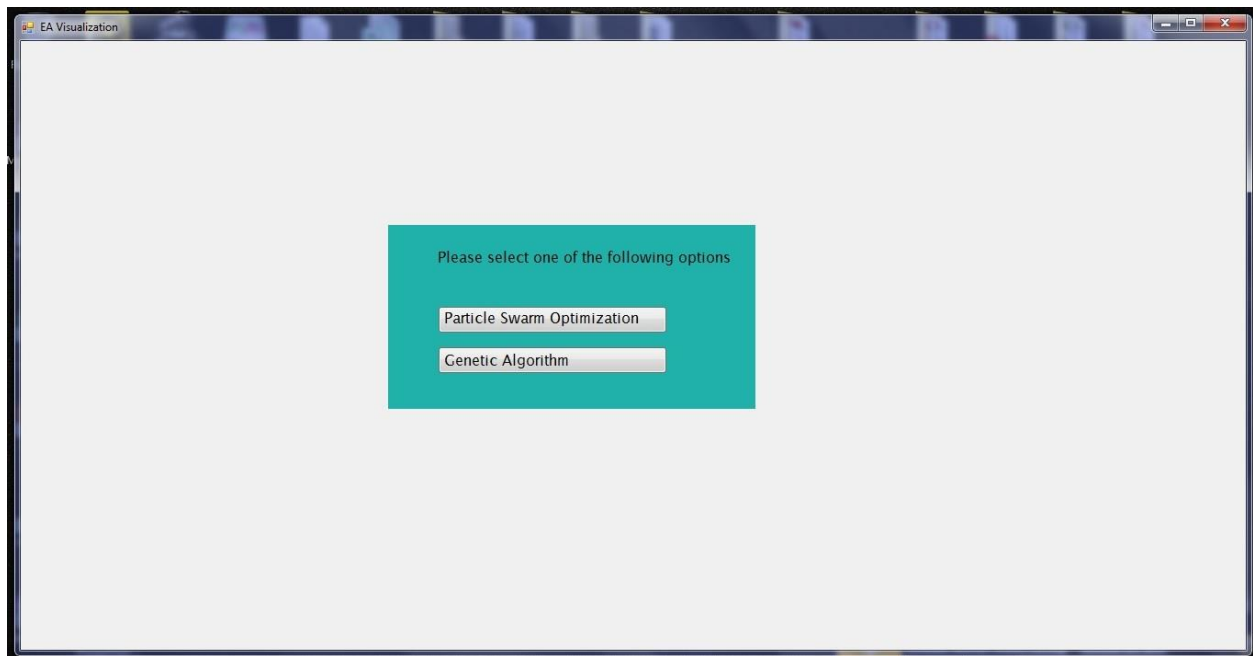 EA Visualization
Please select one of the following options
Particle Swarm Optimization
Genetic Algorithm